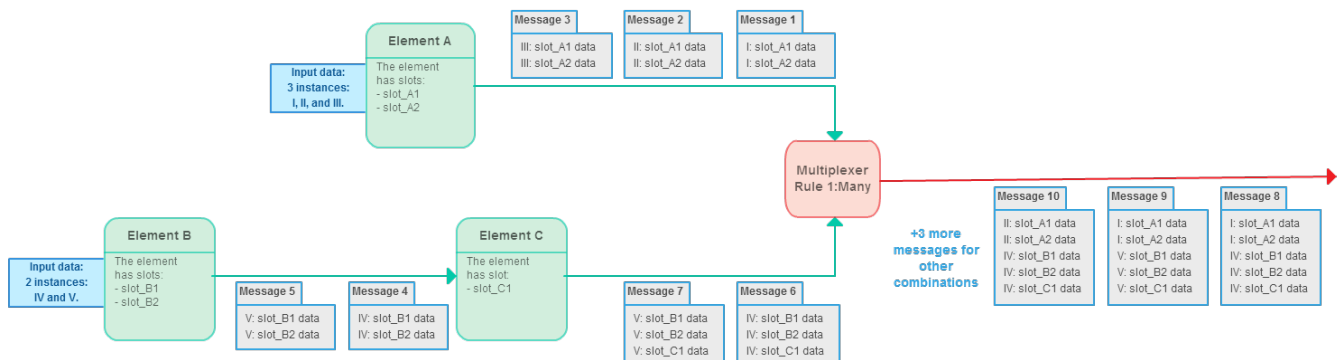 Message 3
Message 2
Message 1
Element A
III: slot_A1 data
III: slot_A2 data
II: slot_A1 data
II: slot_A2 data
I: slot_A1 data
I: slot_A2 data
The element
has slots:
- slot_A1
- slot_A2
Input data:
3 instances:
I, II, and III.
Multiplexer
Rule 1:Many
Message 10
Message 9
Message 8
II: slot_A1 data
II: slot_A2 data
IV: slot_B1 data
IV: slot_B2 data
IV: slot_C1 data
I: slot_A1 data
I: slot_A2 data
V: slot_B1 data
V: slot_B2 data
V: slot_C1 data
I: slot_A1 data
I: slot_A2 data
IV: slot_B1 data
IV: slot_B2 data
IV: slot_C1 data
+3 more
messages for
other
combinations
Element B
The element
has slots:
- slot_B1
- slot_B2
Input data:
2 instances:
IV and V.
Element C
The element
has slot:
- slot_C1
Message 5
Message 4
V: slot_B1 data
V: slot_B2 data
IV: slot_B1 data
IV: slot_B2 data
Message 7
Message 6
V: slot_B1 data
V: slot_B2 data
V: slot_C1 data
IV: slot_B1 data
IV: slot_B2 data
IV: slot_C1 data